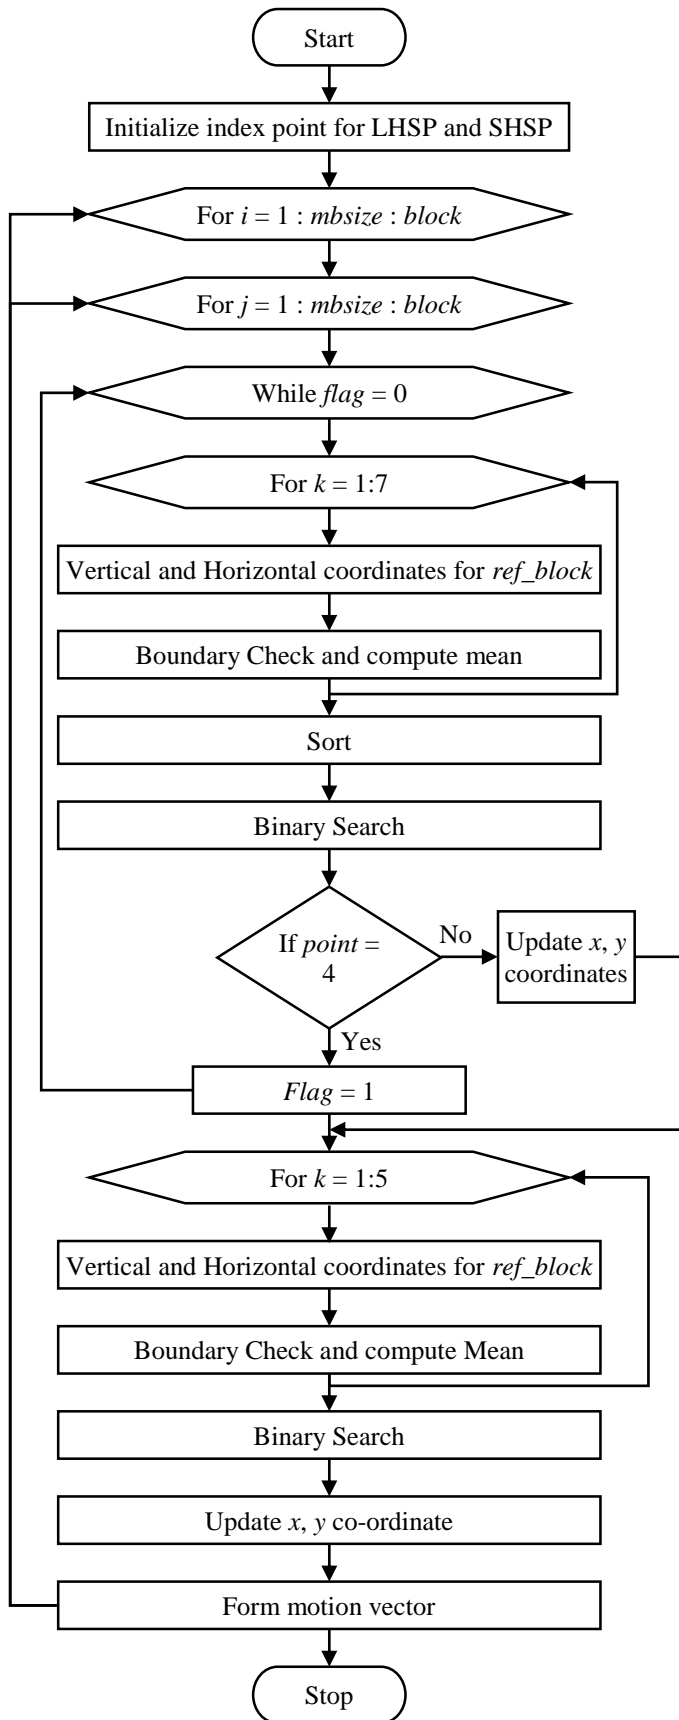 Start
Initialize index point for LHSP and SHSP
For i = 1 : mbsize : block
For j = 1 : mbsize : block
While flag = 0
For k = 1:7
Vertical and Horizontal coordinates for ref_block
Boundary Check and compute mean
Sort
Binary Search
If point =
4
No
Update x, y
coordinates
Yes
Flag = 1
For k = 1:5
Vertical and Horizontal coordinates for ref_block
Boundary Check and compute Mean
Binary Search
Update x, y co-ordinate
Form motion vector
Stop